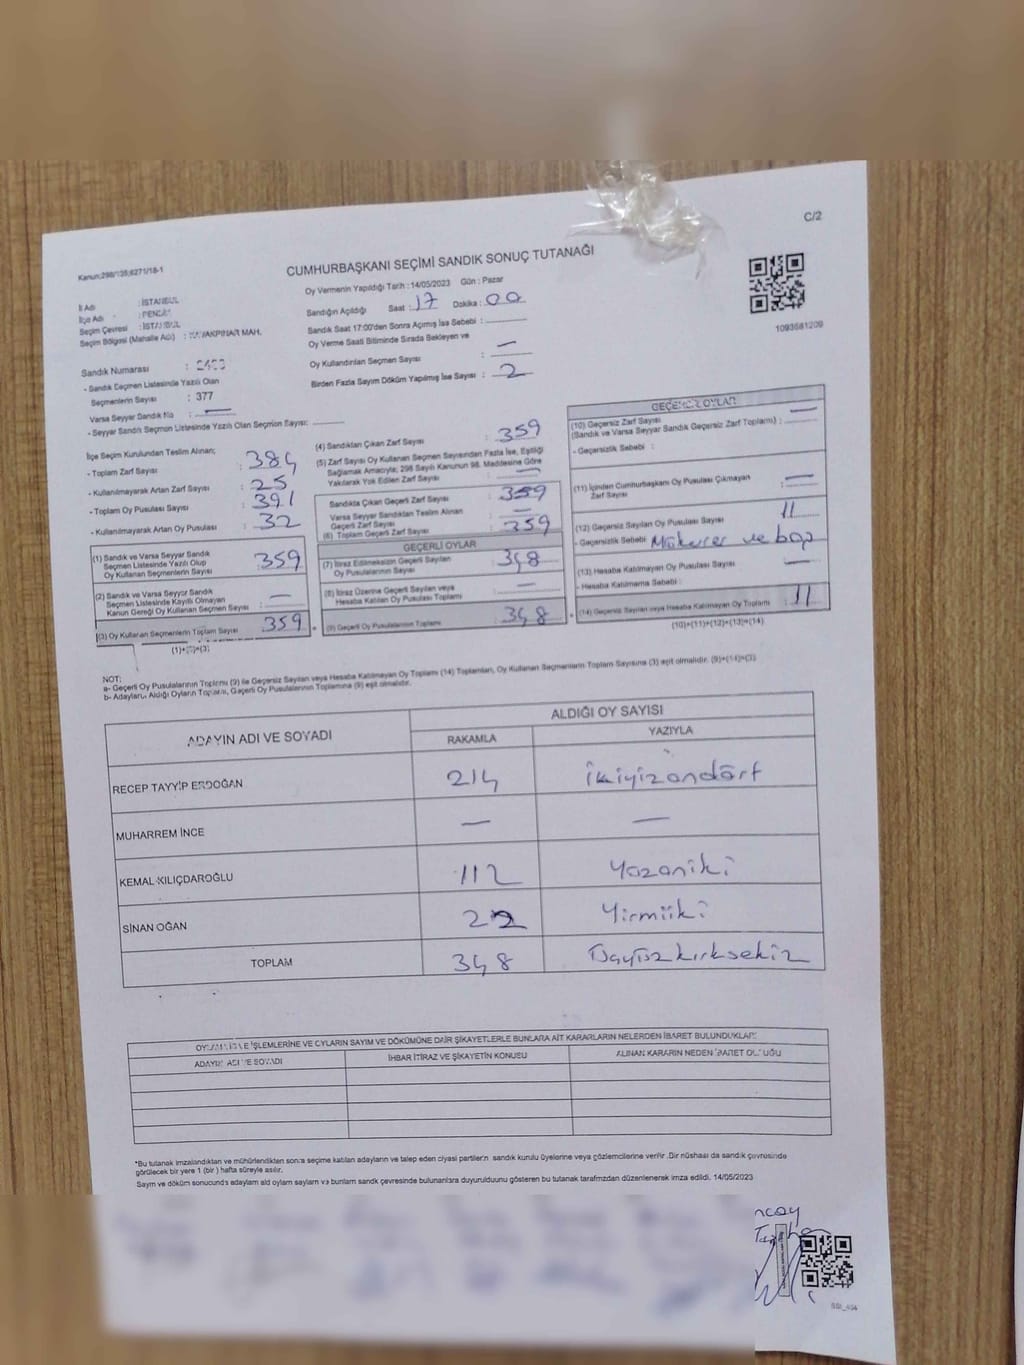 C/2
Kanun;298/135;6271/18-1
CUMHURBAŞKANI SEÇİMİ SANDIK SONUÇ TUTANAĞI
Oy Vermenin Yapıldığı Tarih :14/05/2023 Gün : Pazar
İl Adı : İSTANBUL
İlçe Adı : PENDİK
Seçim Çevresi : İSTANBUL
Seçim Bölgesi (Mahalle Adı) : KAVAKPINAR MAH.
Sandığın Açıldığı Saat : 17 Dakika : 00
Sandık Saat 17:00'den Sonra Açımış İsa Sebebi :
Oy Verme Saati Bitiminde Sırada Bekleyen ve
Oy Kullandırılan Seçmen Sayısı : —
Birden Fazla Sayım Döküm Yapılmış İse Sayısı : 2
1093681209
Sandık Numarası :
- Sandık Seçmen Listesinde Yazılı Olan
Seçmenlerin Sayısı : 377
Varsa Seyyar Sandık No : —
- Seyyar Sandık Seçmen Listesinde Yazılı Olan Seçmen Sayısı:
İlçe Seçim Kurulundan Teslim Alınan;
- Toplam Zarf Sayısı : 384
- Kullanılmayarak Artan Zarf Sayısı : 25
- Toplam Oy Pusulası Sayısı : 391
- Kullanılmayarak Artan Oy Pusulası : 32
(1) Sandık ve Varsa Seyyar Sandık
Seçmen Listesinde Yazılı Olup
Oy Kullanan Seçmenlerin Sayısı : 359
(2) Sandık ve Varsa Seyyar Sandık
Seçmen Listesinde Kayıtlı Olmayan
Kanun Gereği Oy Kullanan Seçmen Sayısı : —
(3) Oy Kullanan Seçmenlerin Toplam Sayısı : 359
(1)+(2)=(3)
(4) Sandıktan Çıkan Zarf Sayısı : 359
(5) Zarf Sayısı Oy Kullanan Seçmen Sayısından Fazla İse, Eşitliği
Sağlamak Amacıyla; 298 Sayılı Kanunun 98. Maddesine Göre
Yakılarak Yok Edilen Zarf Sayısı : —
Sandıkta Çıkan Geçerli Zarf Sayısı : 359
Varsa Seyyar Sandıktan Teslim Alınan
Geçerli Zarf Sayısı : —
(6) Toplam Geçerli Zarf Sayısı : 359
GEÇERLİ OYLAR
(7) İtiraz Edilmeksizin Geçerli Sayılan
Oy Pusulalarının Sayısı : 348
(8) İtiraz Üzerine Geçerli Sayılan veya
Hesaba Katılan Oy Pusulası Toplamı : —
(9) Geçerli Oy Pusulalarının Toplamı : 348
GEÇERSİZ OYLAR
(10) Geçersiz Zarf Sayısı
(Sandık ve Varsa Seyyar Sandık Geçersiz Zarf Toplamı) : —
- Geçersizlik Sebebi :
(11) İçinden Cumhurbaşkanı Oy Pusulası Çıkmayan
Zarf Sayısı : —
(12) Geçersiz Sayılan Oy Pusulası Sayısı : 11
- Geçersizlik Sebebi
(13) Hesaba Katılmayan Oy Pusulası Sayısı : —
- Hesaba Katılmama Sebebi :
(14) Geçersiz Sayılan veya Hesaba Katılmayan Oy Toplamı : 11
(10)+(11)+(12)+(13)=(14)
NOT:
a- Geçerli Oy Pusulalarının Toplamı (9) ile Geçersiz Sayılan veya Hesaba Katılmayan Oy Toplamı (14) Toplamları, Oy Kullanan Seçmenlerin Toplam Sayısına (3) eşit olmalıdır. (9)+(14)=(3)
b- Adayların Aldığı Oyların Toplamı, Geçerli Oy Pusulalarının Toplamına (9) eşit olmalıdır.
ADAYIN ADI VE SOYADI
ALDIĞI OY SAYISI
RAKAMLA YAZIYLA
RECEP TAYYİP ERDOĞAN 214 ikiyizondört
MUHARREM İNCE — —
KEMAL KILIÇDAROĞLU 112 Yüzoniki
SİNAN OĞAN 22 Yirmiiki
TOPLAM 348 kırksekiz
OYLAMA VE İŞLEMLERİNE VE OYLARIN SAYIM VE DÖKÜMÜNE DAİR ŞİKAYETLERLE BUNLARA AİT KARARLARIN NELERDEN İBARET BULUNDUKLARI
ADAYIN ADI VE SOYADI İHBAR İTİRAZ VE ŞİKAYETİN KONUSU ALINAN KARARIN NEDEN İBARET OLDUĞU
*Bu tutanak imzalandıktan ve mühürlendikten sonra seçime katılan adayların ve talep eden siyasi partilerin sandık kurulu üyelerine veya gözlemcilerine verilir .Bir nüshası da sandık çevresinde
görülecek bir yere 1 (bir ) hafta süreyle asılır.
Sayım ve döküm sonucunda adayların aldığı oyların sayılarını ve bunların sandık çevresinde bulunanlara duyurulduğunu gösteren bu tutanak tarafımızdan düzenlenerek imza edildi. 14/05/2023